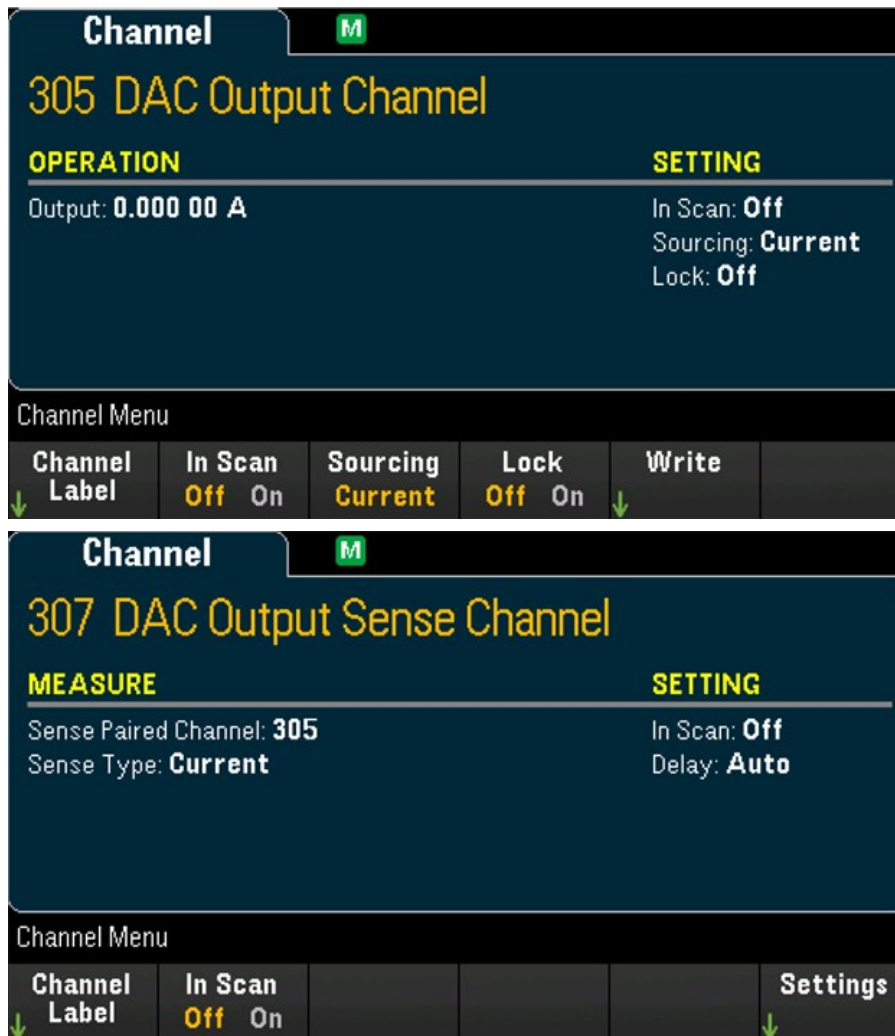 Channel M
305 DAC Output Channel
OPERATION SETTING
Output: 0.000 00 A In Scan: Off
Sourcing: Current
Lock: Off
Channel Menu
Channel Label In Scan Off On Sourcing Current Lock Off On Write
Channel M
307 DAC Output Sense Channel
MEASURE SETTING
Sense Paired Channel: 305 In Scan: Off
Sense Type: Current Delay: Auto
Channel Menu
Channel Label In Scan Off On Settings